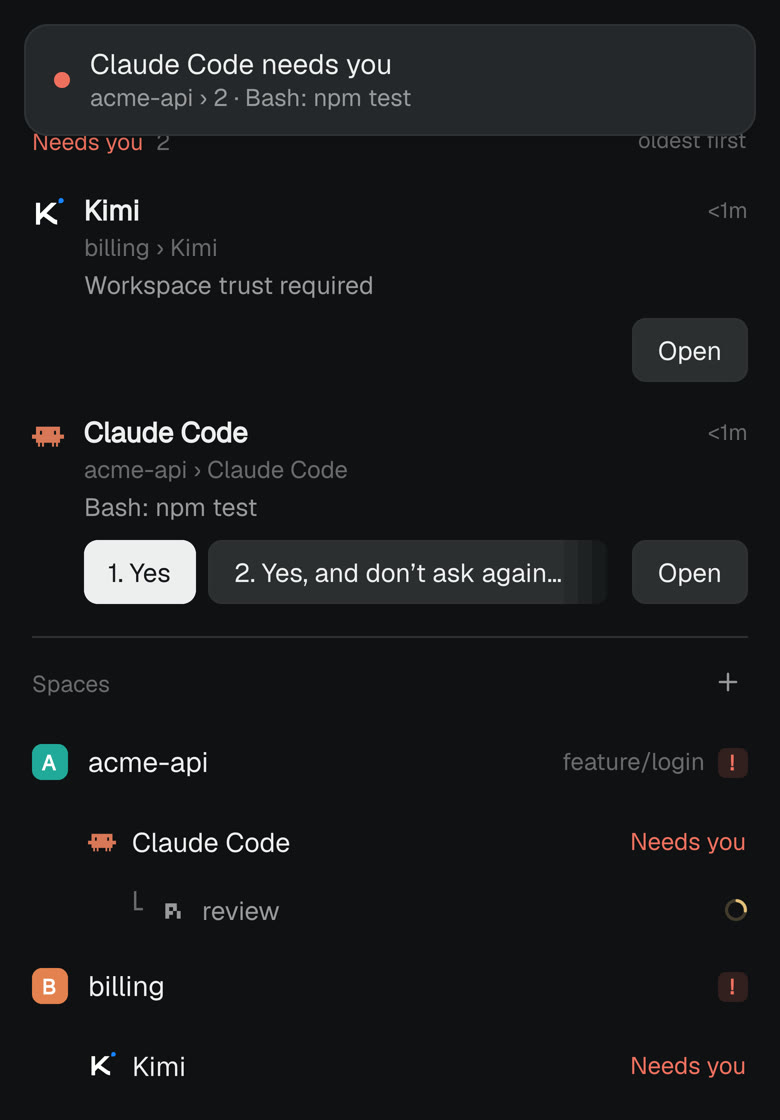 Claude Code needs you
acme-api › 2 · Bash: npm test
Needs you 2 oldest first
Kimi <1m
billing › Kimi
Workspace trust required
Open
Claude Code <1m
acme-api › Claude Code
Bash: npm test
1. Yes 2. Yes, and don’t ask again… Open
Spaces +
A acme-api feature/login !
Claude Code Needs you
review
B billing !
Kimi Needs you